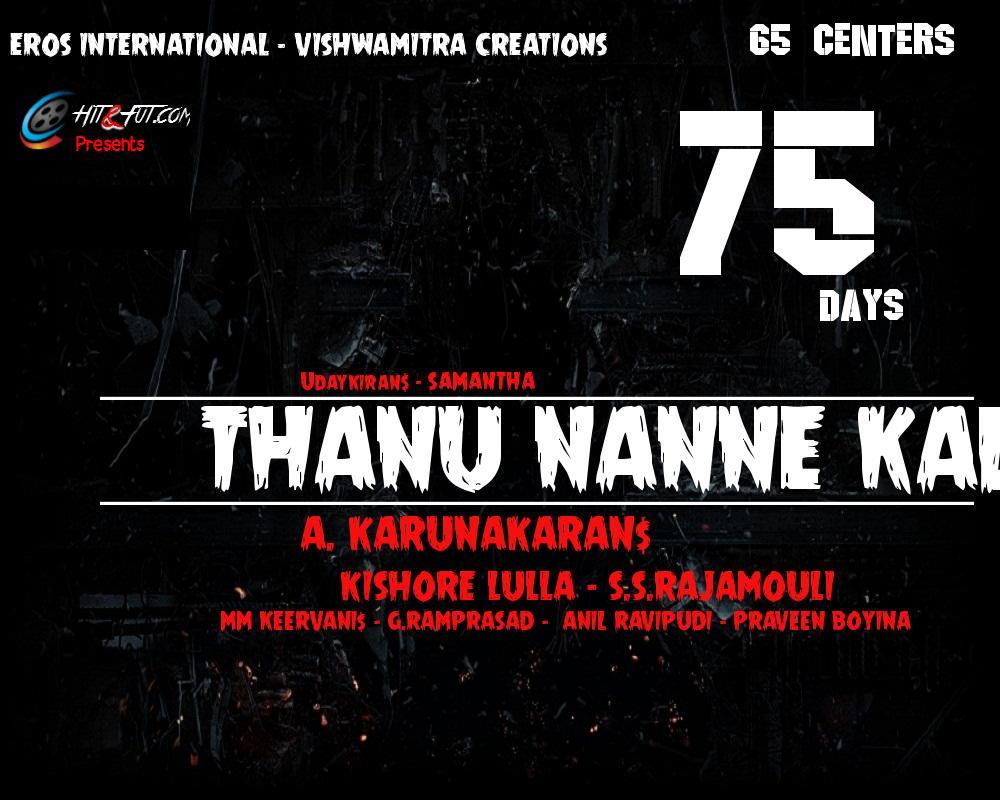 EROS INTERNATIONAL - VISHWAMITRA CREATIONS
65 CENTERS
HIT&FUT.COM
Presents
75
DAYS
UDAYKIRAN$ - SAMANTHA
THANU NANNE
A. KARUNAKARAN$
KISHORE LULLA - S.S.RAJAMOULI
MM KEERVANI$ - G.RAMPRASAD - ANIL RAVIPUDI - PRAVEEN BOYINA